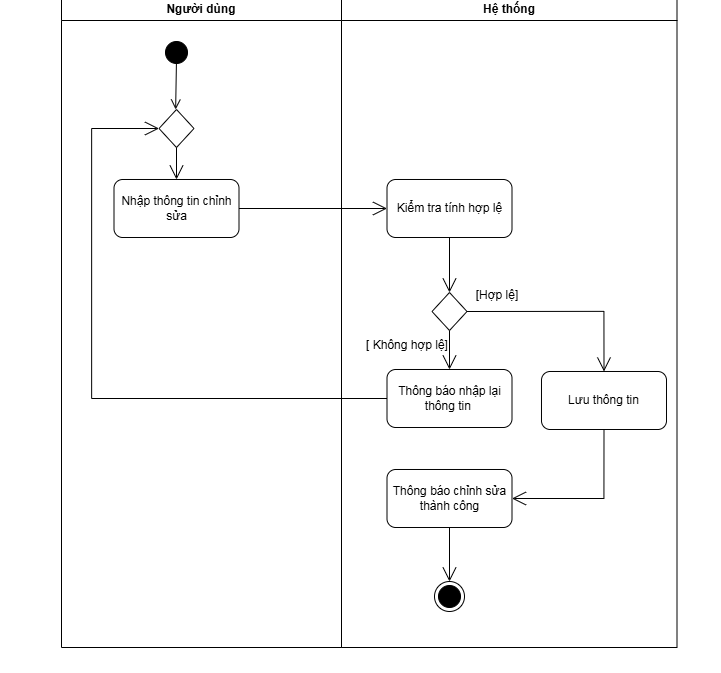 Người dùng
Hệ thống
Nhập thông tin chỉnh
sửa
Kiểm tra tính hợp lệ
[Hợp lệ]
[ Không hợp lệ]
Thông báo nhập lại
thông tin
Lưu thông tin
Thông báo chỉnh sửa
thành công